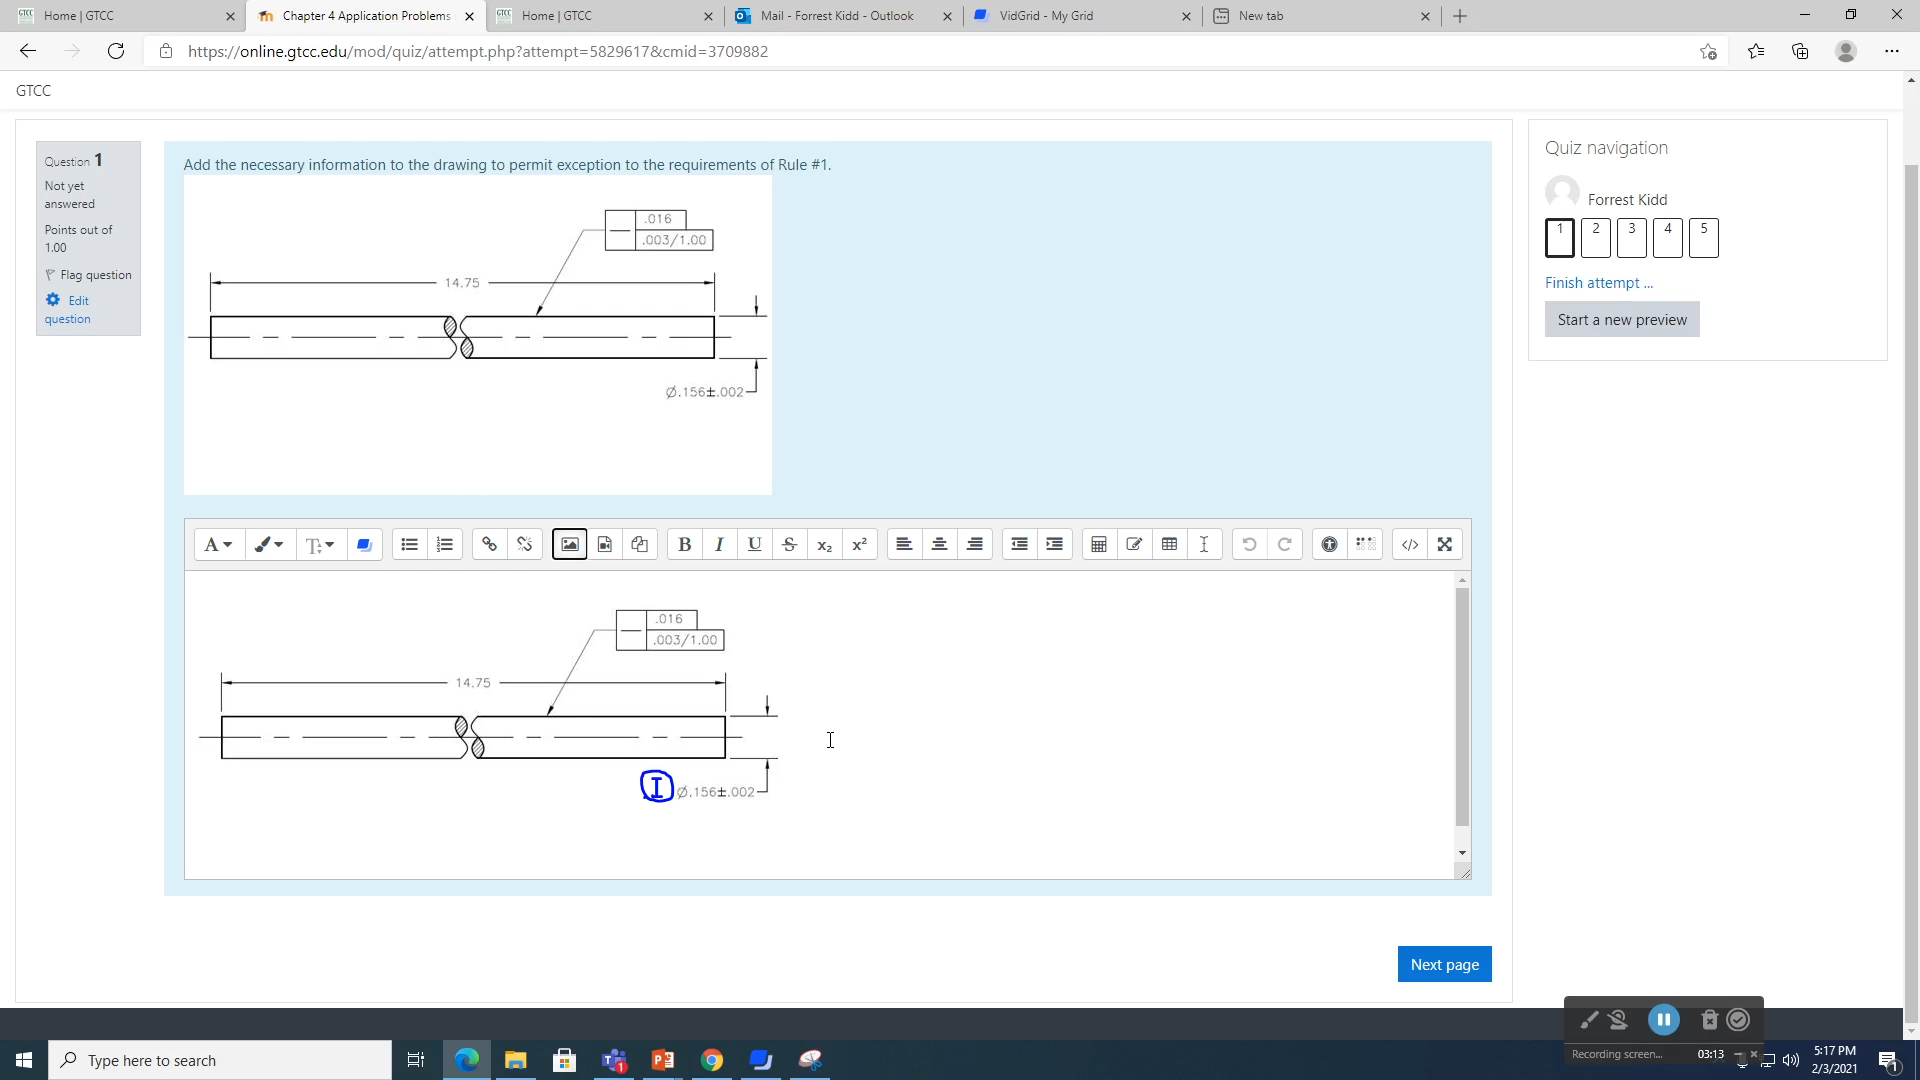 Home | GTCC
Chapter 4 Application Problems
Home | GTCC
Mail - Forrest Kidd - Outlook
VidGrid - My Grid
New tab
https://online.gtcc.edu/mod/quiz/attempt.php?attempt=5829617&cmid=3709882
GTCC
Question 1
Not yet
answered
Points out of
1.00
Flag question
Edit
question
Add the necessary information to the drawing to permit exception to the requirements of Rule #1.
.016
.003/1.00
14.75
Ø.156±.002
.016
.003/1.00
14.75
I Ø.156±.002
Next page
Quiz navigation
Forrest Kidd
1 2 3 4 5
Finish attempt ...
Start a new preview
Recording screen... 03:13
Type here to search
5:17 PM
2/3/2021